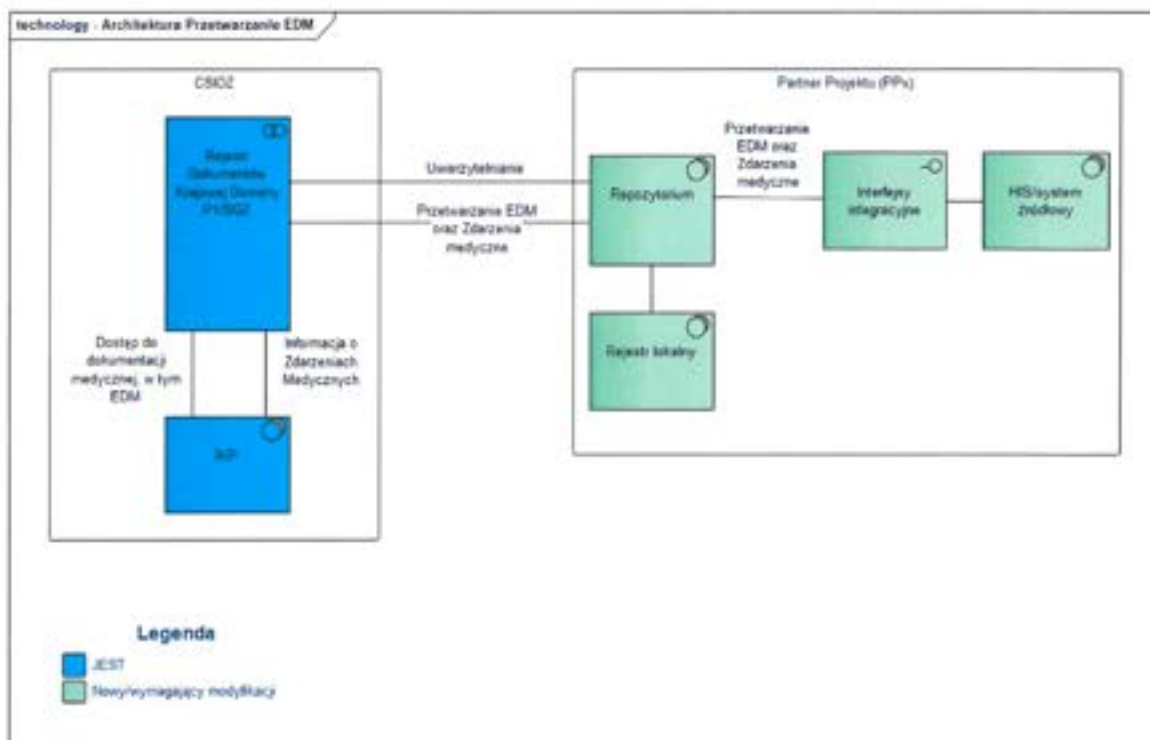 technology - Architektura Przetwarzanie EDM
CSIOZ
Rejestr
Dokumentów
Krajowej Domeny
P1/SIOZ
Dostęp do
dokumentacji
medycznej, w tym
EDM
Informacja o
Zdarzeniach
Medycznych
IKP
Uwierzytelnianie
Przetwarzanie EDM
oraz Zdarzenia
medyczne
Partner Projektu (PPx)
Repozytorium
Przetwarzania
EDM oraz
Zdarzenia
medyczne
Interfejsy
integracyjne
HIS/system
źródłowy
Rejestr lokalny
Legenda
JEST
Nowy/wymagający modyfikacji